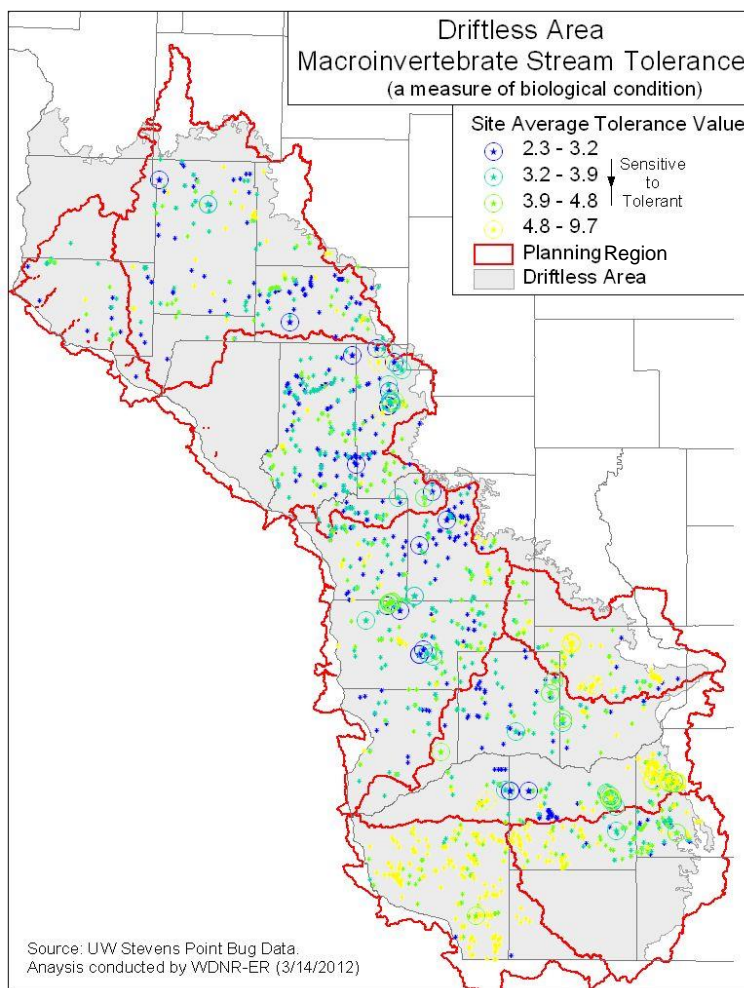 Driftless Area
Macroinvertebrate Stream Tolerance
(a measure of biological condition)
Site Average Tolerance Value
2.3 - 3.2
3.2 - 3.9
3.9 - 4.8
4.8 - 9.7
Sensitive
to
Tolerant
Planning Region
Driftless Area
Source: UW Stevens Point Bug Data.
Anaysis conducted by WDNR-ER (3/14/2012)